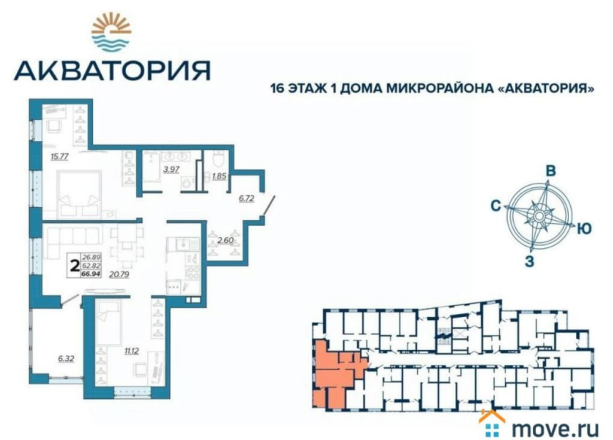 АКВАТОРИЯ
16 ЭТАЖ 1 ДОМА МИКРОРАЙОНА «АКВАТОРИЯ»
15.77
3.97
1.85
6.72
2.60
2
26.89
62.82
66.94
20.79
6.32
11.12
В
С
Ю
З
move.ru